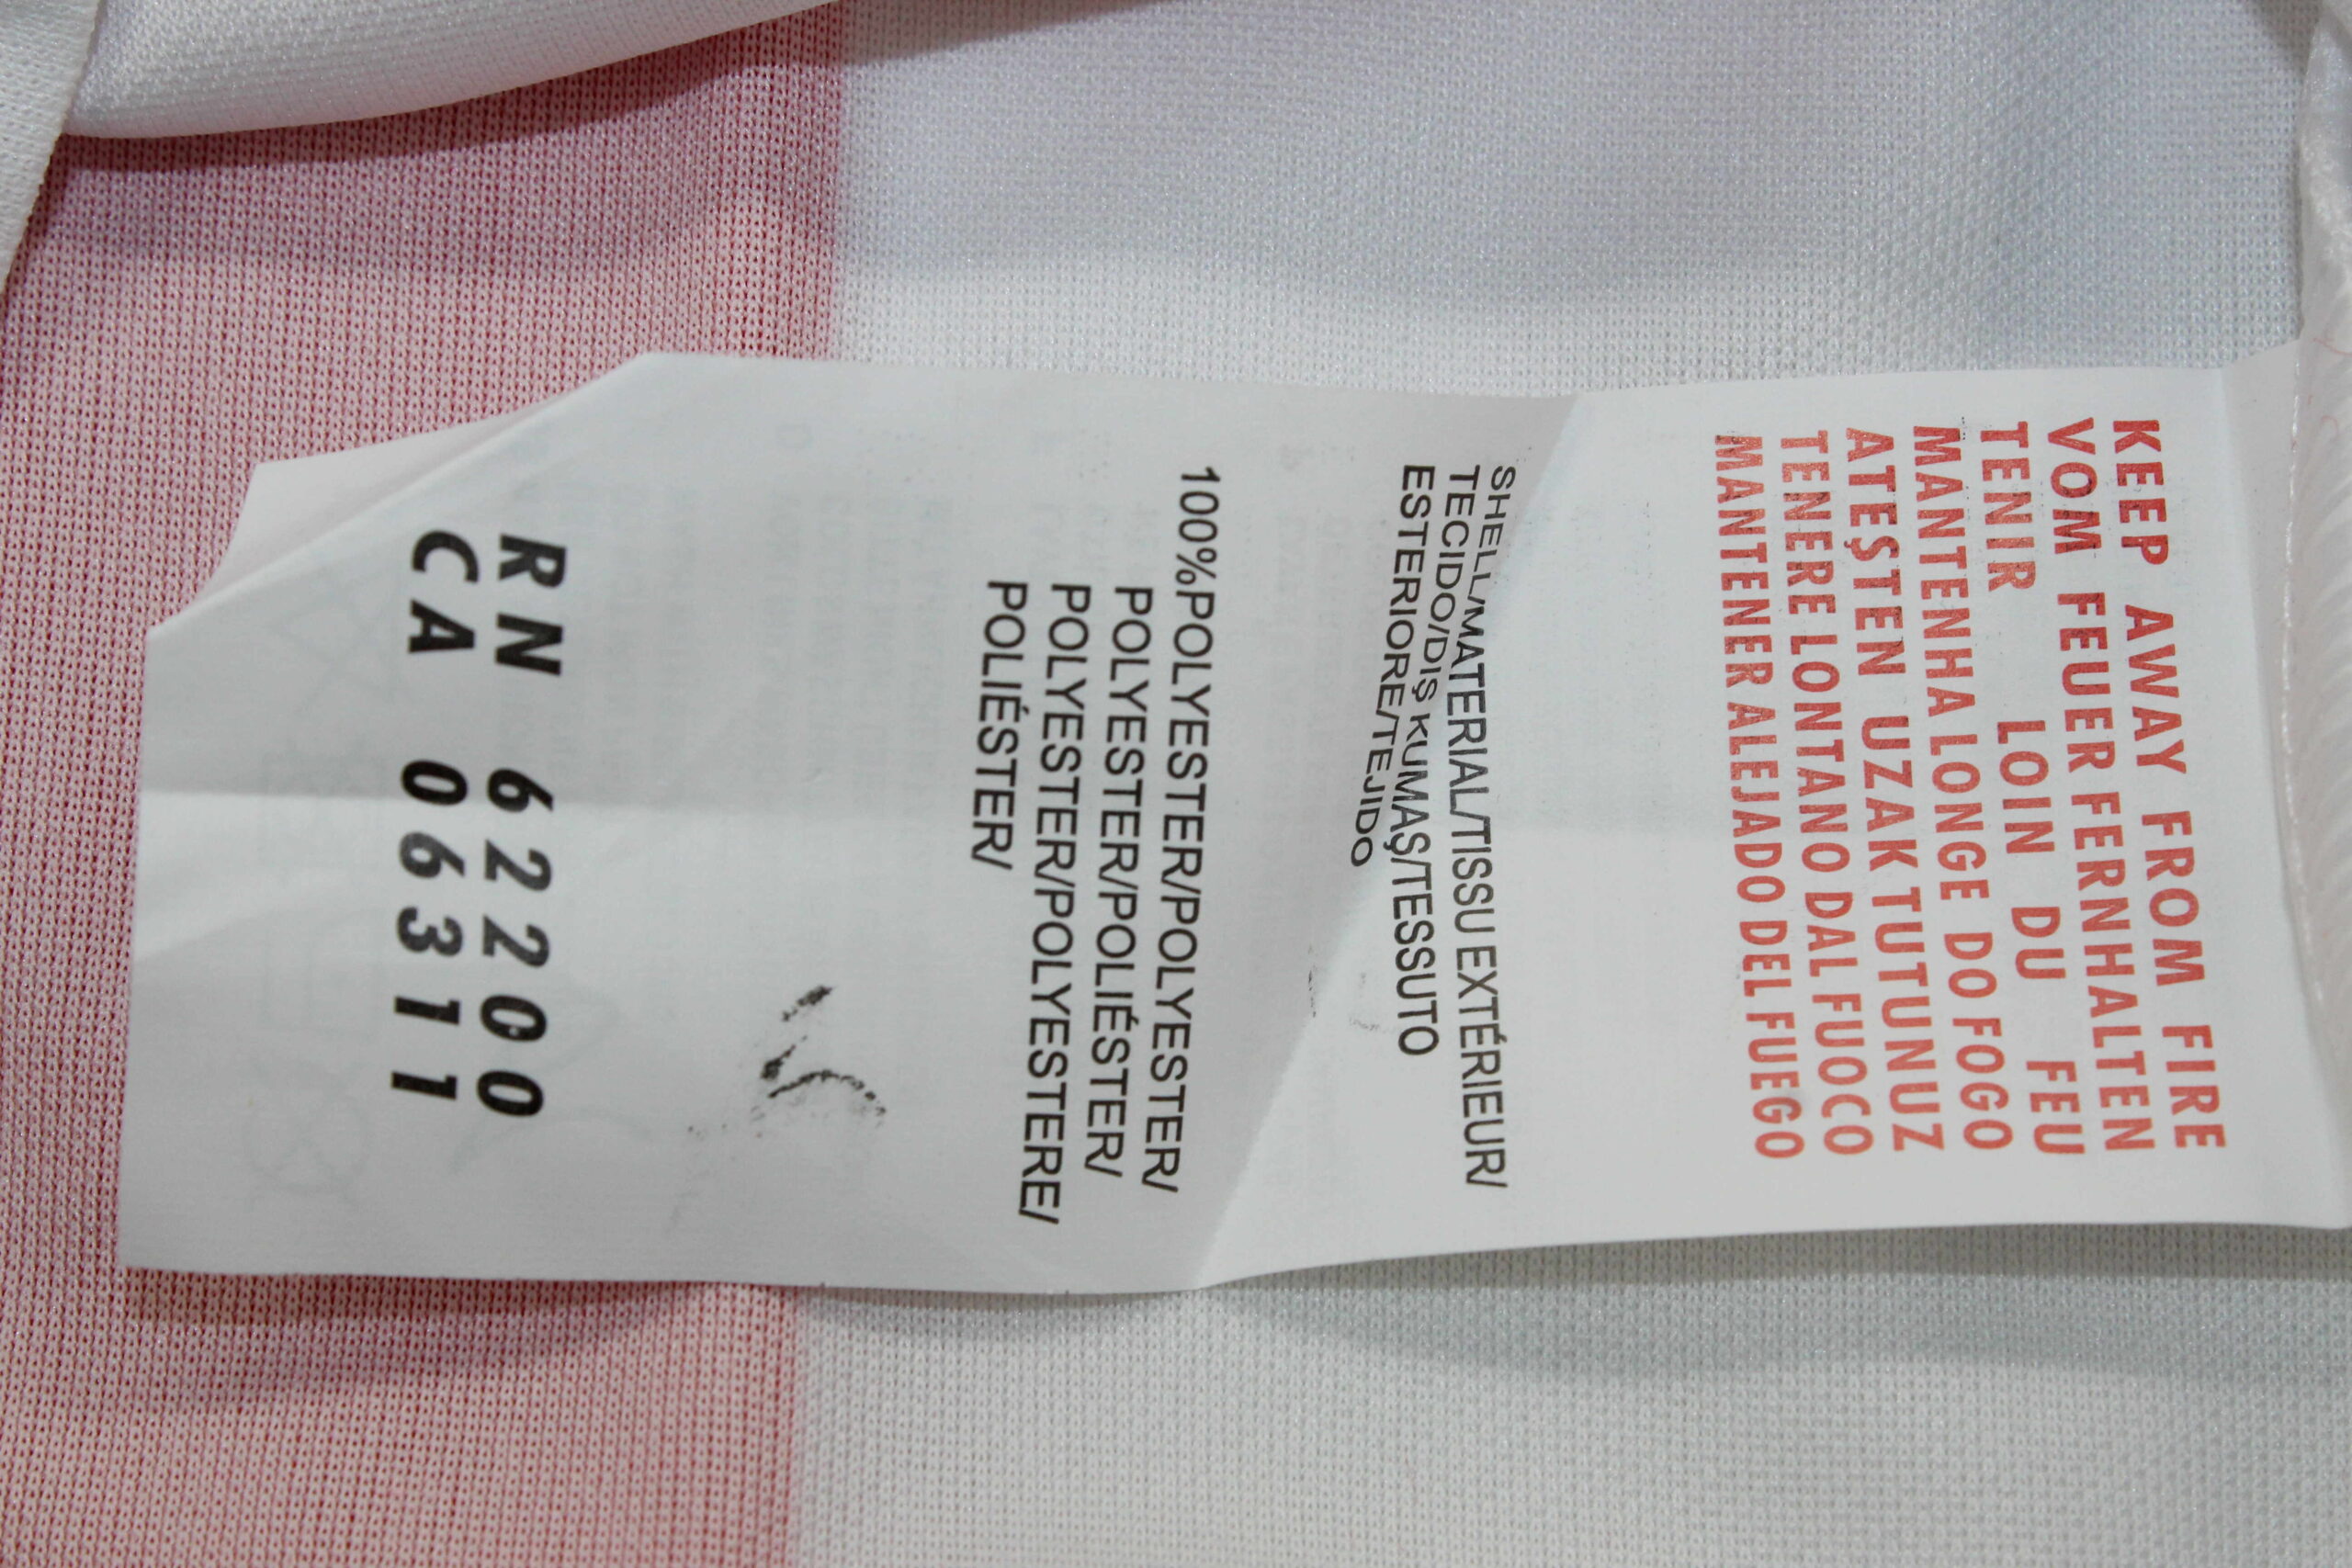 KEEP AWAY FROM FIRE
VOM FEUER FERNHALTEN
TENIR LOIN DU FEU
MANTENHA LONGE DO FOGO
ATEŞTEN UZAK TUTUNUZ
TENERE LONTANO DAL FUOCO
MANTENER ALEJADO DEL FUEGO
SHELL/MATERIAL/TISSU EXTÉRIEUR/
TECIDO/DIŞ KUMAŞ/TESSUTO
ESTERIORE/TEJIDO
100%POLYESTER/POLYESTER/
POLYESTER/POLIÉSTER/
POLYESTER/POLYESTERE/
POLIÉSTER/
RN 62200
CA 06311